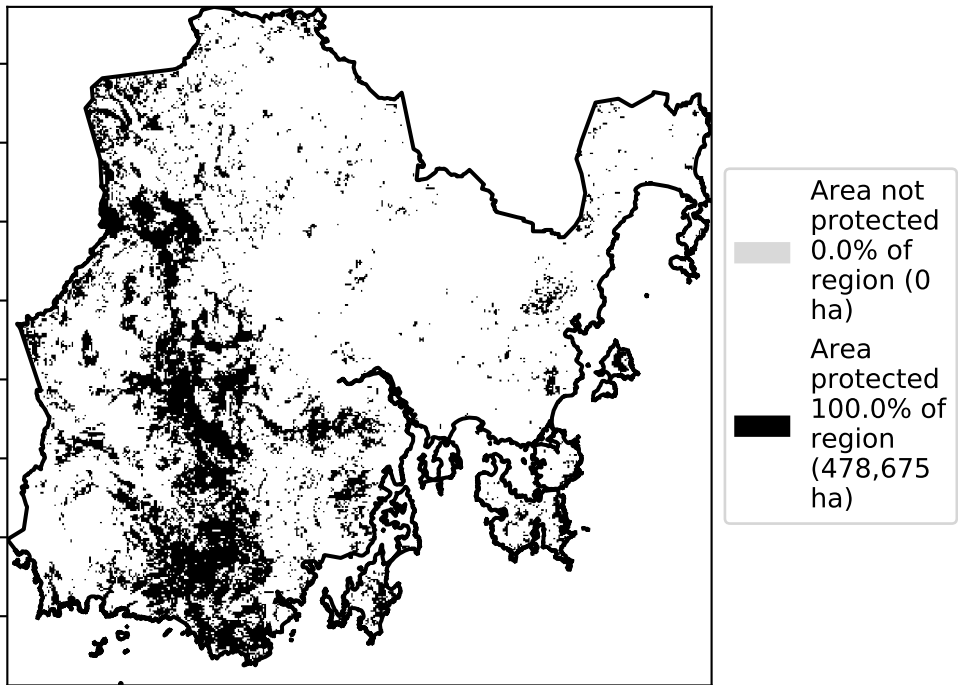 Area not
protected
0.0% of
region (0
ha)
Area
protected
100.0% of
region
(478,675
ha)